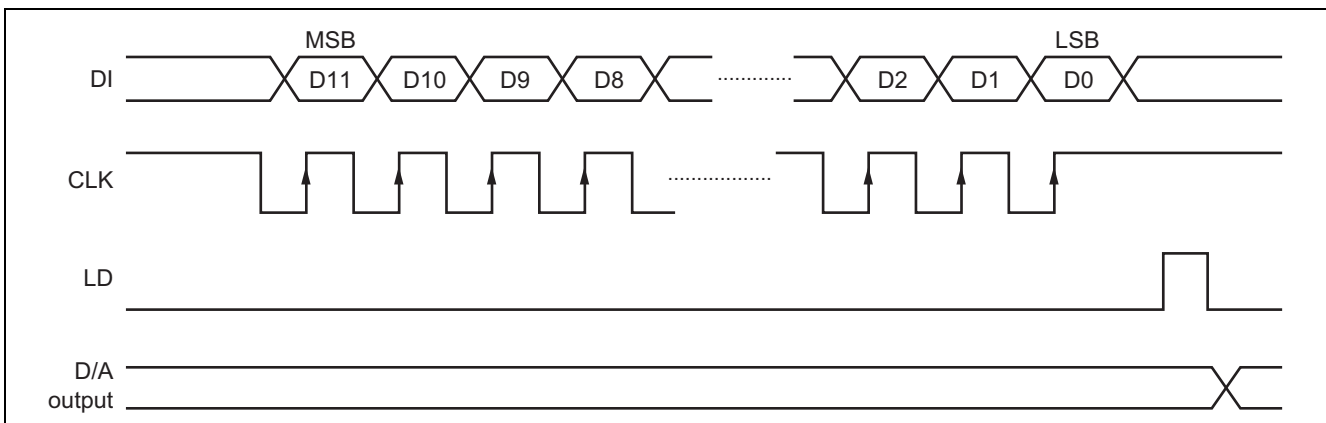 MSB LSB
DI D11 D10 D9 D8 D2 D1 D0
CLK
LD
D/A
output